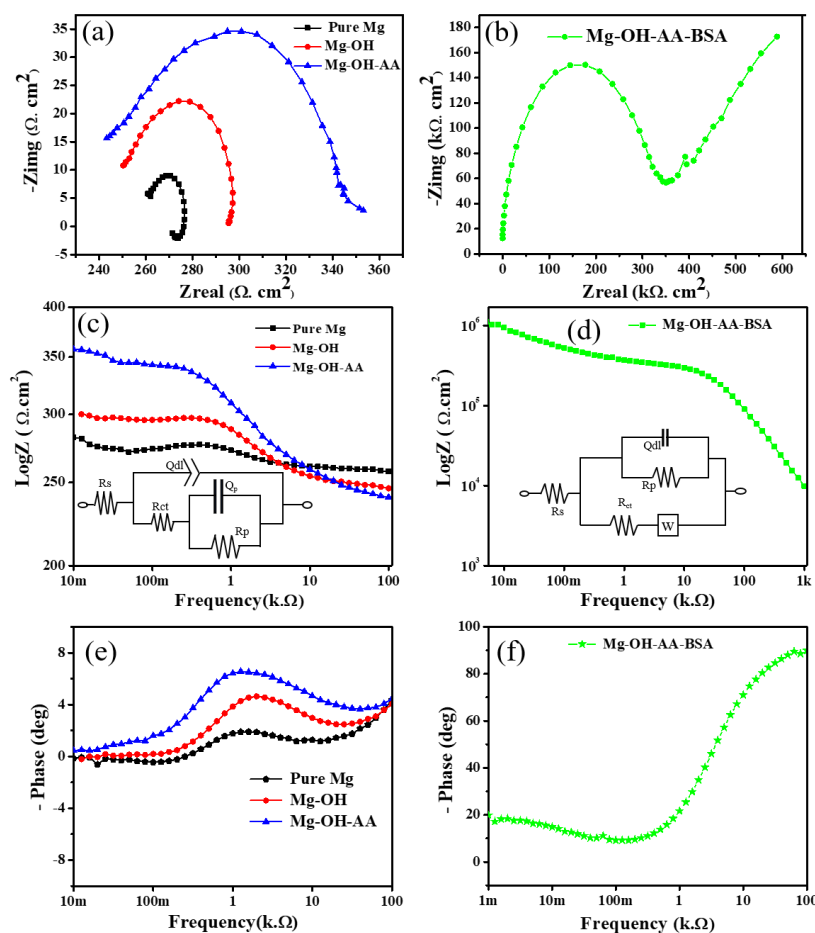 (a)
Pure Mg
Mg-OH
Mg-OH-AA
-Zimg (Ω. cm²)
35
30
25
20
15
10
5
0
-5
240 260 280 300 320 340 360
Zreal (Ω. cm²)
(b)
Mg-OH-AA-BSA
-Zimg (kΩ. cm²)
180
160
140
120
100
80
60
40
20
0
0 100 200 300 400 500 600
Zreal (kΩ. cm²)
(c)
Pure Mg
Mg-OH
Mg-OH-AA
LogZ ( Ω.cm²)
400
350
300
250
200
Qdl
Rs
Qp
Rct
Rp
10m 100m 1 10 100
Frequency(k.Ω)
(d)
Mg-OH-AA-BSA
LogZ ( Ω.cm²)
10⁶
10⁵
10⁴
10³
Qdl
Rp
Rs
Rct
W
10m 100m 1 10 100 1k
Frequency (k.Ω)
(e)
Pure Mg
Mg-OH
Mg-OH-AA
- Phase (deg)
8
4
0
-4
-8
10m 100m 1 10 100
Frequency(k.Ω)
(f)
Mg-OH-AA-BSA
- Phase (deg)
100
80
60
40
20
0
1m 10m 100m 1 10 100
Frequency (k.Ω)